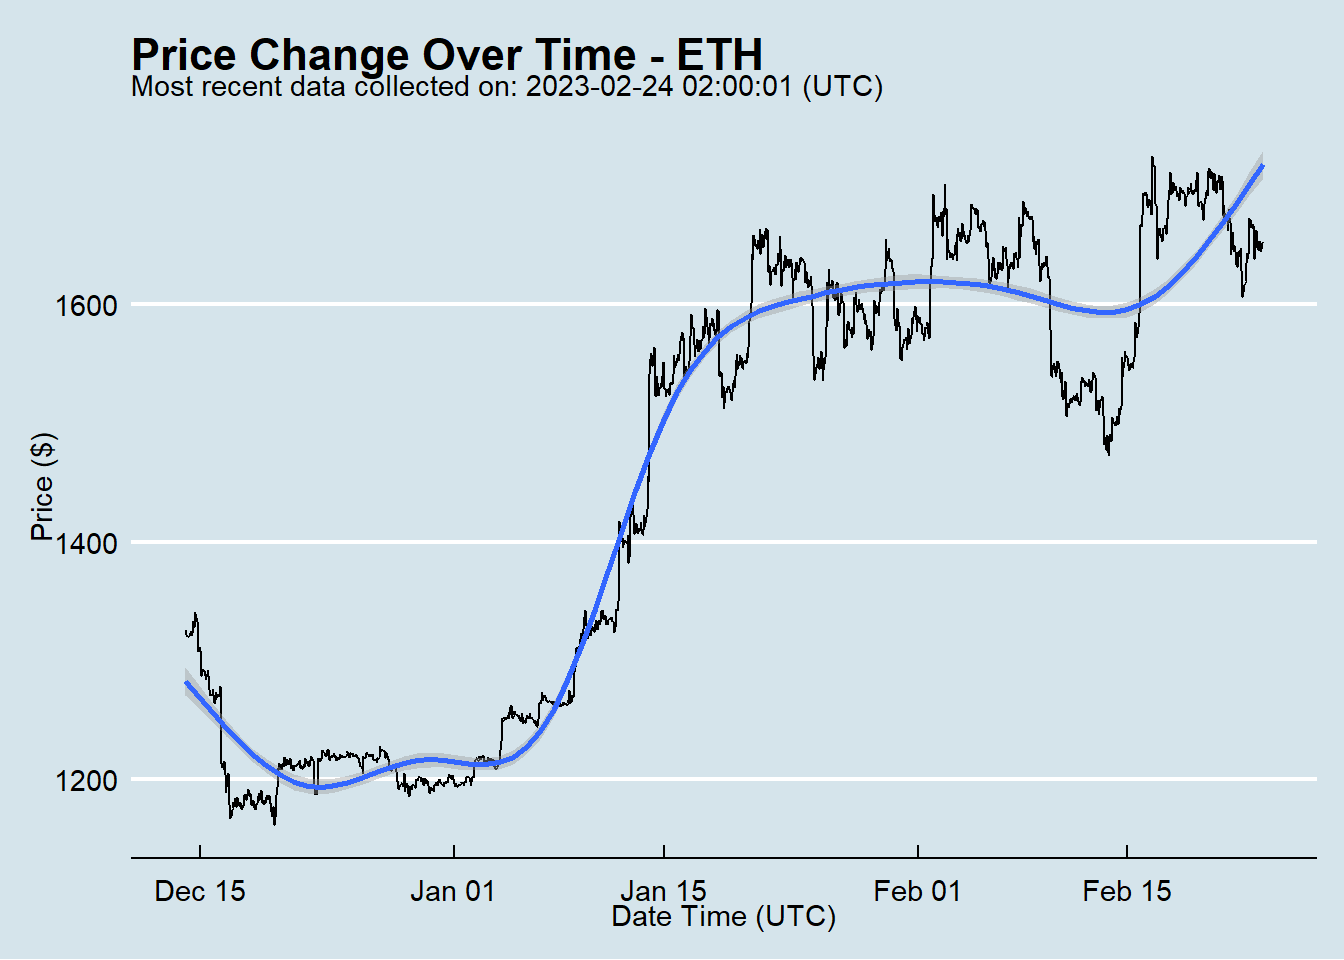 Price Change Over Time - ETH
Most recent data collected on: 2023-02-24 02:00:01 (UTC)
Price ($)
1600
1400
1200
Dec 15 Jan 01 Jan 15 Feb 01 Feb 15
Date Time (UTC)